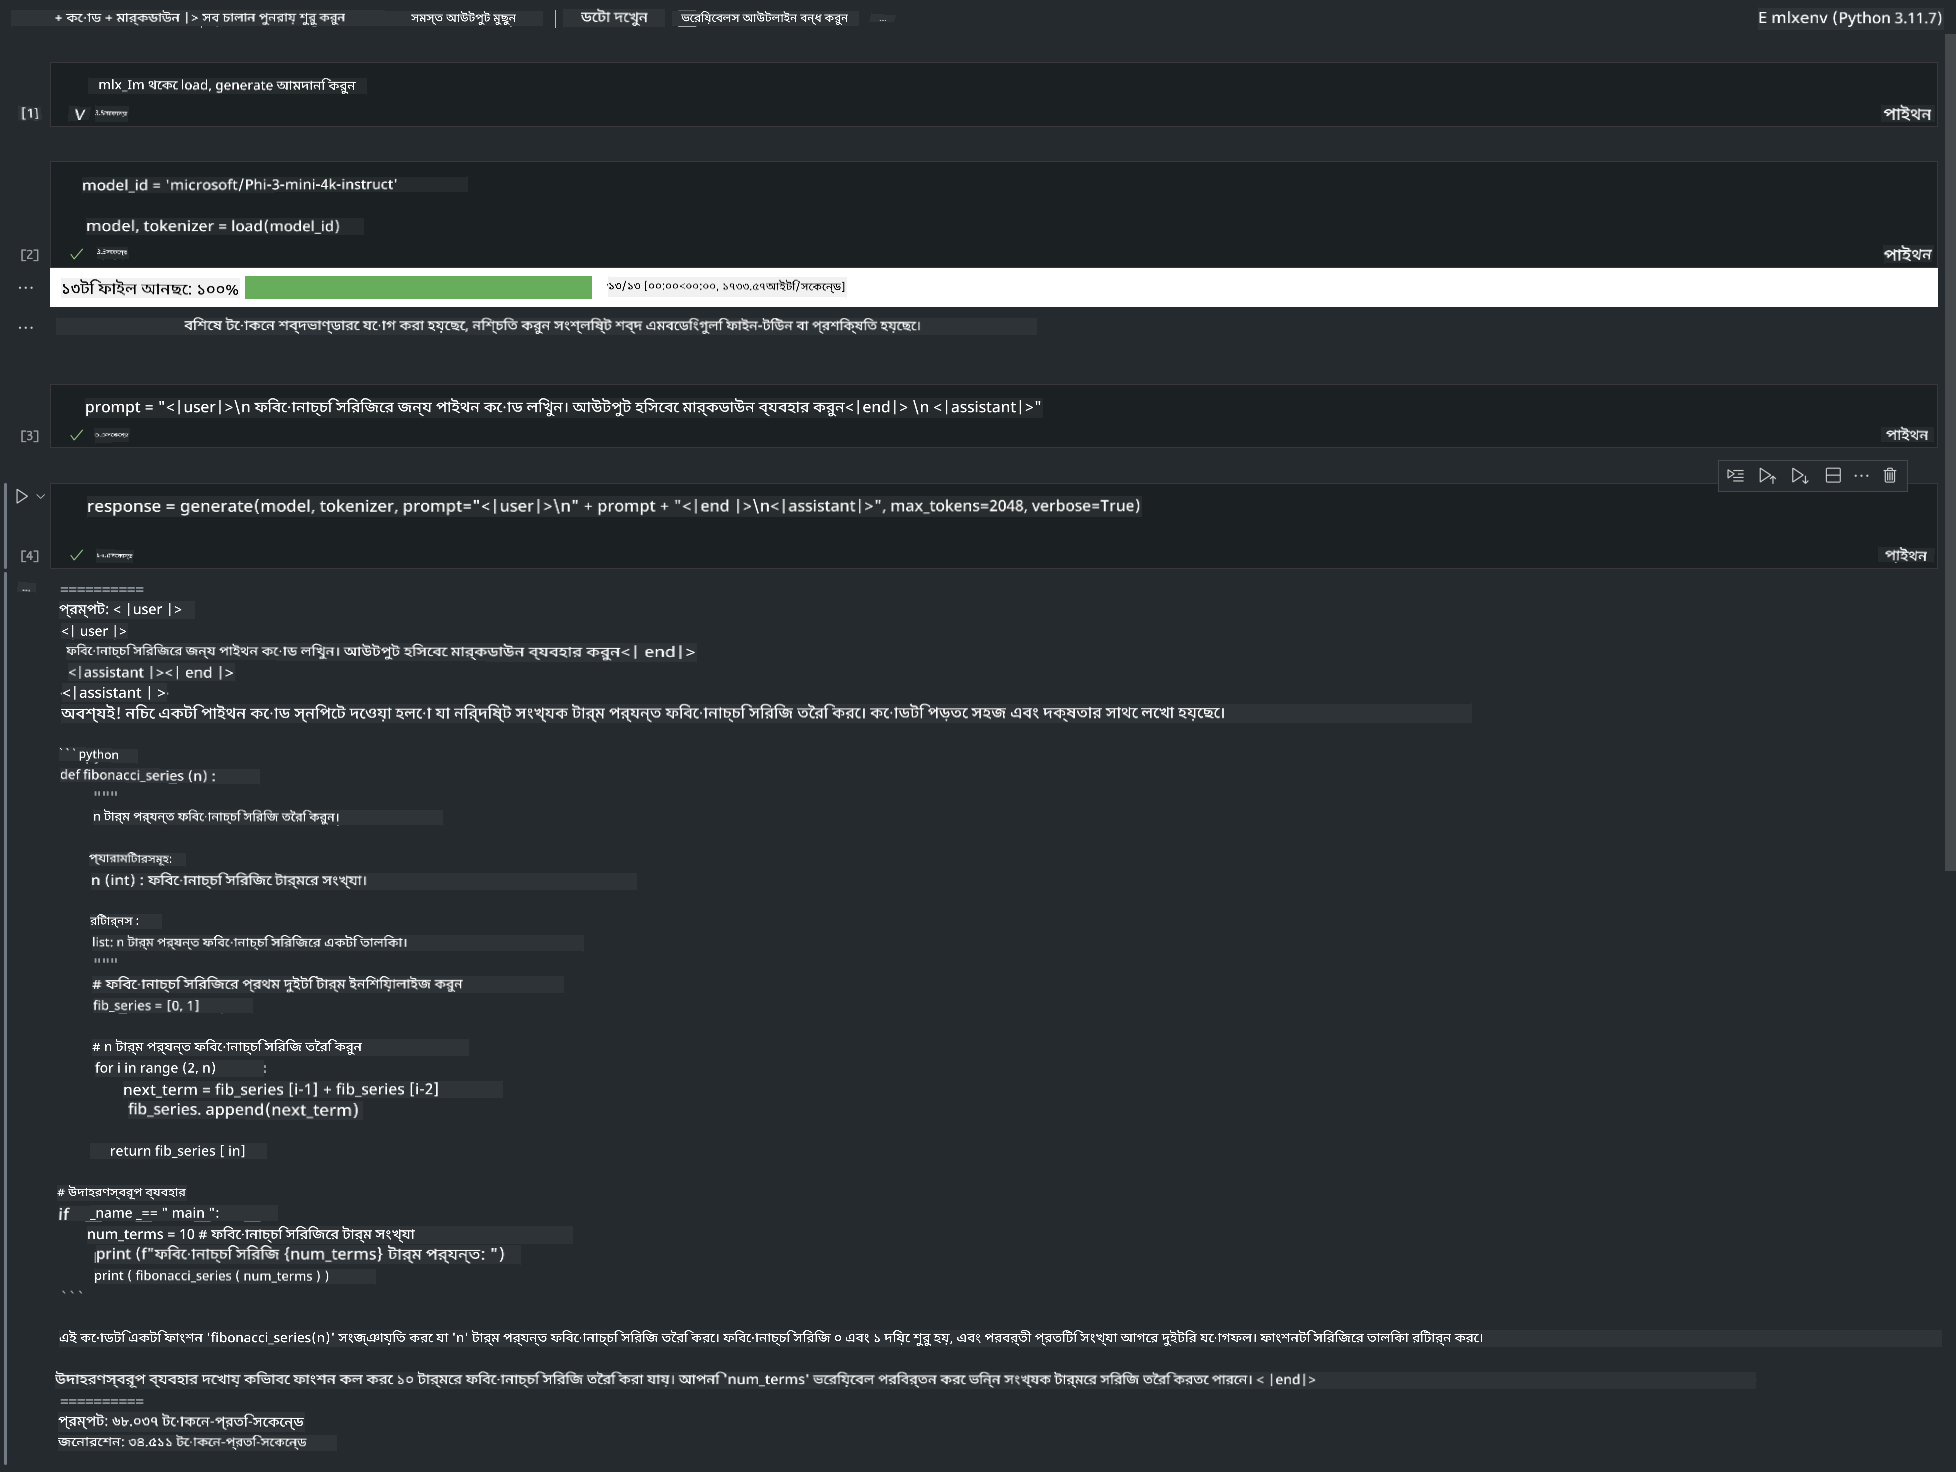 + কোড + মার্কডাউন |> সব চালান পুনরায় শুরু করুন সমস্ত আউটপুট মুছুন | ডেটা দেখুন ভেরিয়েবলস আউটলাইন বন্ধ করুন ... E mlxenv (Python 3.11.7)
mlx_Im থেকে load, generate আমদানি করুন
[1] V পাইথন
model_id = 'microsoft/Phi-3-mini-4k-instruct'
model, tokenizer = load(model_id)
[2] পাইথন
১৩টি ফাইল আনছে: ১০০% ১৩/১৩ [০০:০০<০০:০০, ১৭৩৩.৫৭আইটি/সেকেন্ড]
বিশেষ টোকেন শব্দভাণ্ডারে যোগ করা হয়েছে, নিশ্চিত করুন সংশ্লিষ্ট শব্দ এমবেডিংগুলি ফাইন-টিউন বা প্রশিক্ষিত হয়েছে।
prompt = "<|user|>\n ফিবোনাচ্চি সিরিজের জন্য পাইথন কোড লিখুন। আউটপুট হিসেবে মার্কডাউন ব্যবহার করুন<|end|> \n <|assistant|>"
[3] পাইথন
response = generate(model, tokenizer, prompt="<|user|>\n" + prompt + "<|end |>\n<|assistant|>", max_tokens=2048, verbose=True)
[4] পাইথন
==========
প্রম্পট: < |user |>
<| user |>
ফিবোনাচ্চি সিরিজের জন্য পাইথন কোড লিখুন। আউটপুট হিসেবে মার্কডাউন ব্যবহার করুন<| end|>
<|assistant |><| end |>
<|assistant | >
অবশ্যই! নিচে একটি পাইথন কোড স্নিপেট দেওয়া হলো যা নির্দিষ্ট সংখ্যক টার্ম পর্যন্ত ফিবোনাচ্চি সিরিজ তৈরি করে। কোডটি পড়তে সহজ এবং দক্ষতার সাথে লেখা হয়েছে।
```python
def fibonacci_series (n) :
"""
n টার্ম পর্যন্ত ফিবোনাচ্চি সিরিজ তৈরি করুন।
প্যারামিটারসমূহ:
n (int) : ফিবোনাচ্চি সিরিজে টার্মের সংখ্যা।
রিটার্নস :
list: n টার্ম পর্যন্ত ফিবোনাচ্চি সিরিজের একটি তালিকা।
"""
# ফিবোনাচ্চি সিরিজের প্রথম দুইটি টার্ম ইনিশিয়ালাইজ করুন
fib_series = [0, 1]
# n টার্ম পর্যন্ত ফিবোনাচ্চি সিরিজ তৈরি করুন
for i in range (2, n) :
next_term = fib_series [i-1] + fib_series [i-2]
fib_series. append(next_term)
return fib_series [ in]
# উদাহরণস্বরূপ ব্যবহার
if _name _== " main ":
num_terms = 10 # ফিবোনাচ্চি সিরিজের টার্ম সংখ্যা
print (f"ফিবোনাচ্চি সিরিজ {num_terms} টার্ম পর্যন্ত: ")
print ( fibonacci_series ( num_terms ) )
```
এই কোডটি একটি ফাংশন 'fibonacci_series(n)' সংজ্ঞায়িত করে যা 'n' টার্ম পর্যন্ত ফিবোনাচ্চি সিরিজ তৈরি করে। ফিবোনাচ্চি সিরিজ ০ এবং ১ দিয়ে শুরু হয়, এবং পরবর্তী প্রতিটি সংখ্যা আগের দুইটির যোগফল। ফাংশনটি সিরিজের তালিকা রিটার্ন করে।
উদাহরণস্বরূপ ব্যবহার দেখায় কিভাবে ফাংশন কল করে ১০ টার্মের ফিবোনাচ্চি সিরিজ তৈরি করা যায়। আপনি 'num_terms' ভেরিয়েবল পরিবর্তন করে ভিন্ন সংখ্যক টার্মের সিরিজ তৈরি করতে পারেন। < |end|>
==========
প্রম্পট: ৬৮.০৩৭ টোকেন-প্রতি-সেকেন্ড
জেনারেশন: ৩৪.৫১১ টোকেন-প্রতি-সেকেন্ড